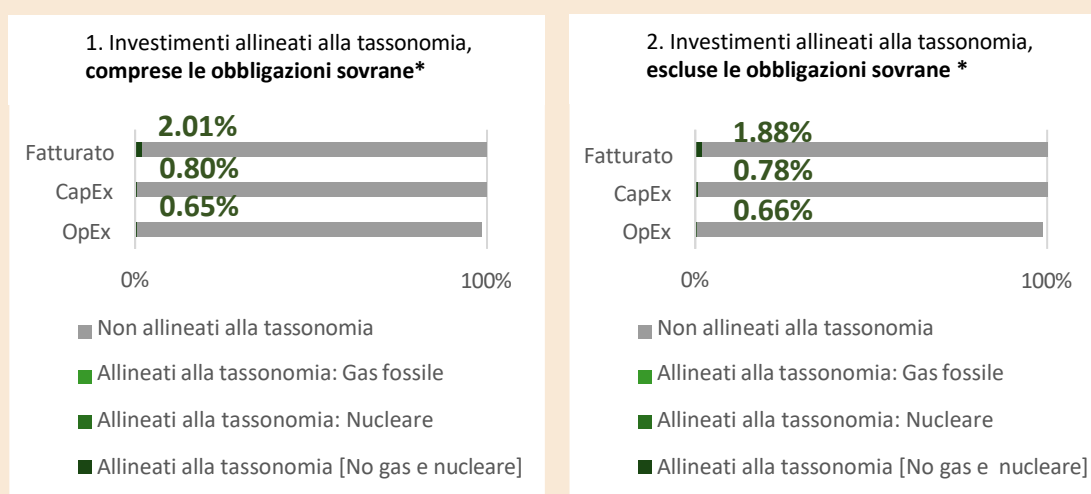 1. Investimenti allineati alla tassonomia,
comprese le obbligazioni sovrane*
2.01%
Fatturato
0.80%
CapEx
0.65%
OpEx
0%
100%
Non allineati alla tassonomia
Allineati alla tassonomia: Gas fossile
Allineati alla tassonomia: Nucleare
Allineati alla tassonomia [No gas e nucleare]
2. Investimenti allineati alla tassonomia,
escluse le obbligazioni sovrane *
1.88%
Fatturato
0.78%
CapEx
0.66%
OpEx
0%
100%
Non allineati alla tassonomia
Allineati alla tassonomia: Gas fossile
Allineati alla tassonomia: Nucleare
Allineati alla tassonomia [No gas e nucleare]